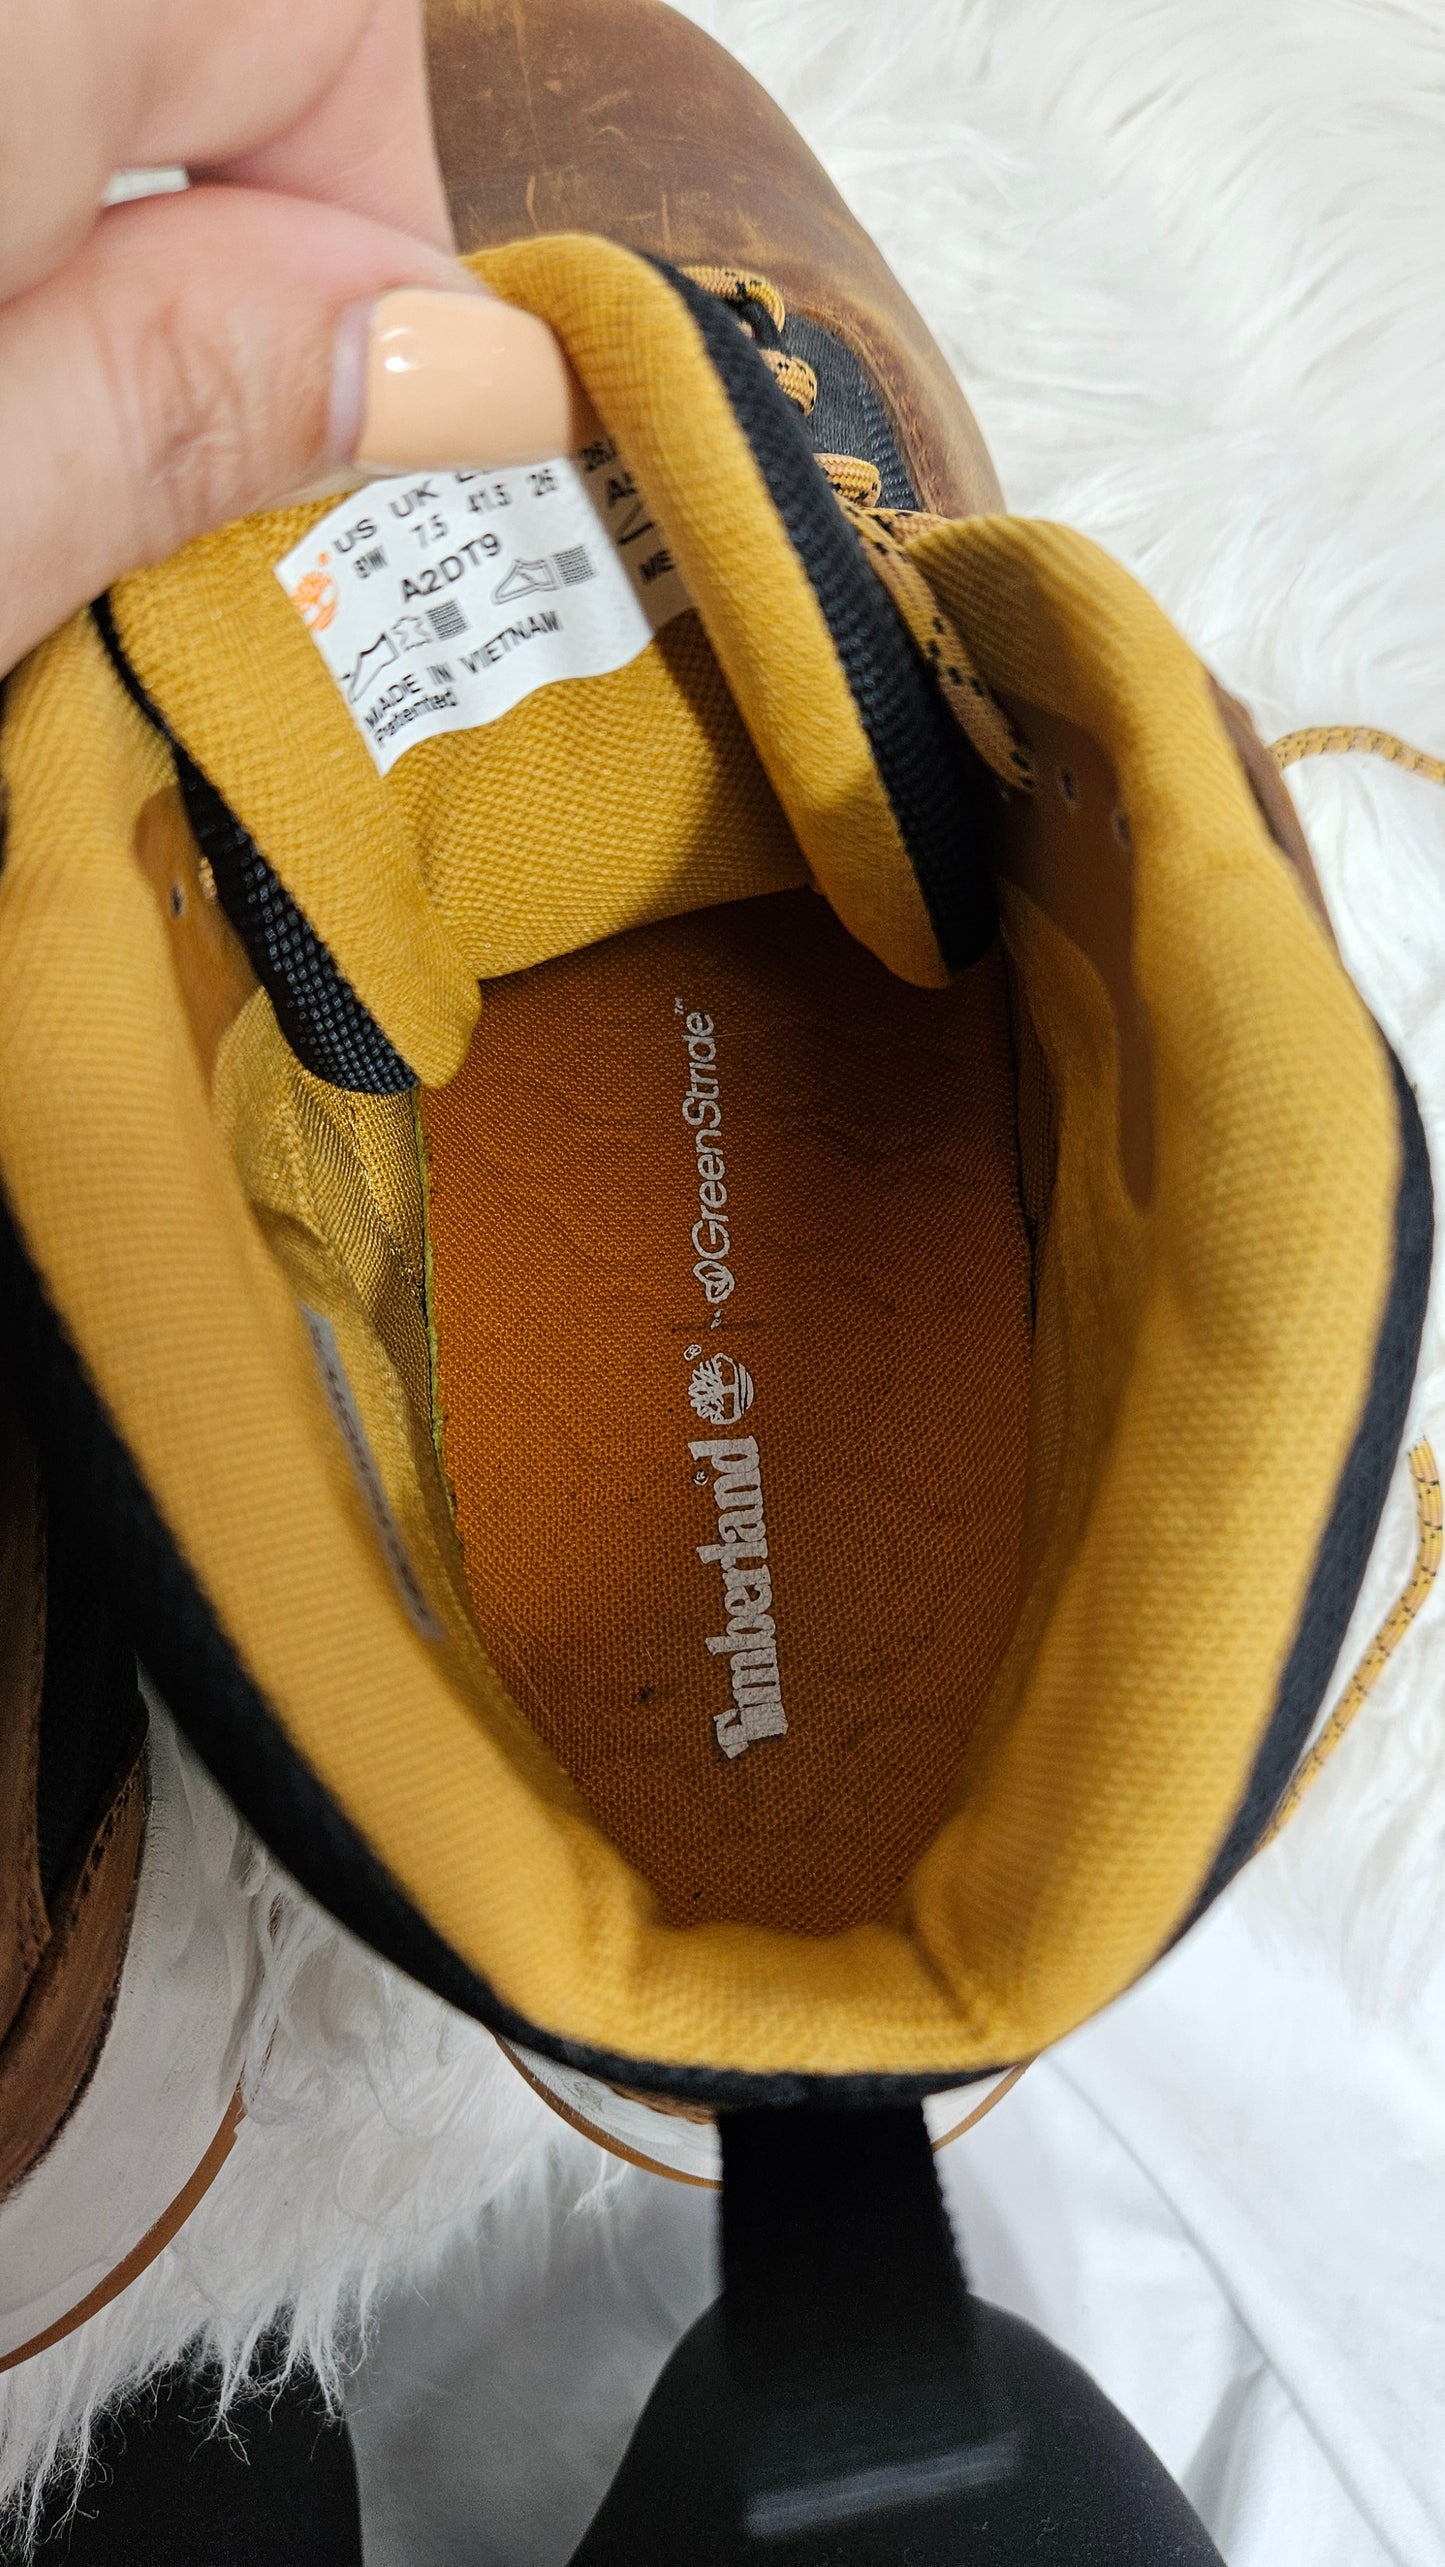 US UK
8W 7.5 41.5 26
A2DT9
MADE IN VIETNAM
Patented
Timberland®
GreenStride™